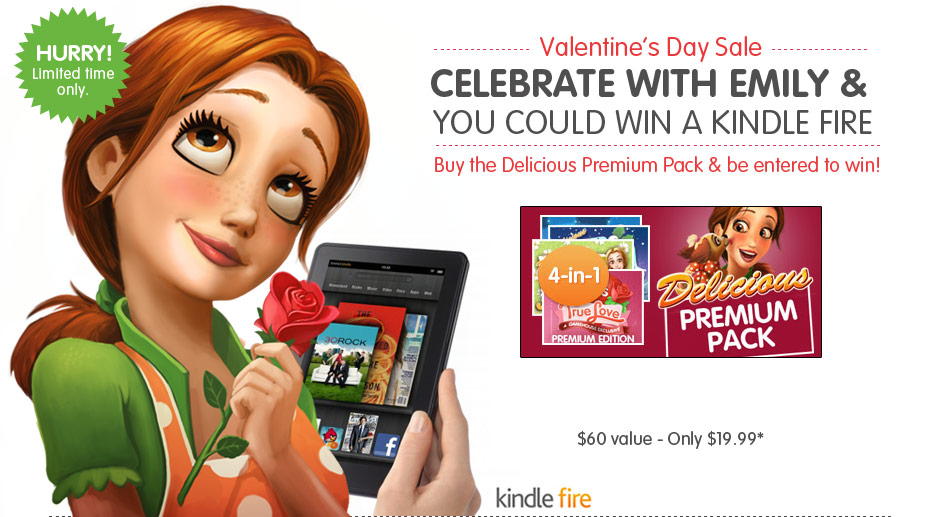 HURRY!
Limited time
only.
Valentine's Day Sale
CELEBRATE WITH EMILY &
YOU COULD WIN A KINDLE FIRE
Buy the Delicious Premium Pack & be entered to win!
4-in-1
True Love
PREMIUM EDITION
Delicious
PREMIUM
PACK
30ROCK
THE
f
$60 value - Only $19.99*
kindle fire